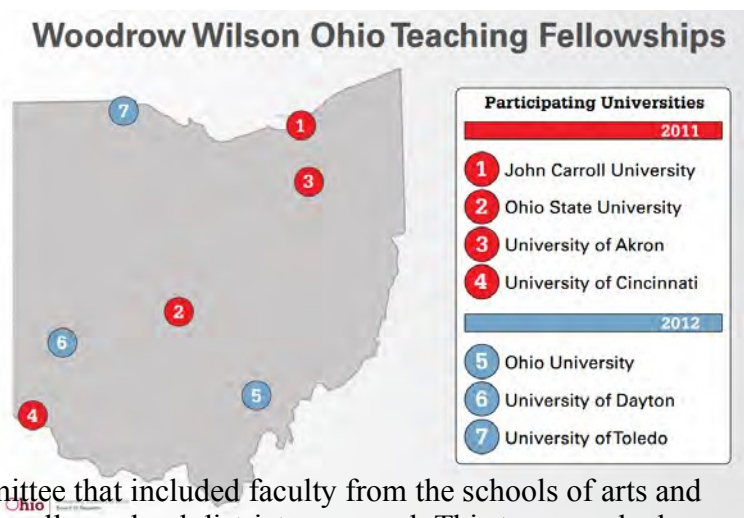 Woodrow Wilson Ohio Teaching Fellowships
7
1
3
2
6
5
4
Participating Universities
2011
1 John Carroll University
2 Ohio State University
3 University of Akron
4 University of Cincinnati
2012
5 Ohio University
6 University of Dayton
7 University of Toledo
mittee that included faculty from the schools of arts and
Ohio